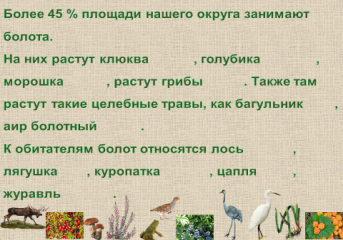 Более 45 % площади нашего округа занимают
болота.
На них растут клюква , голубика ,
морошка , растут грибы . Также там
растут такие целебные травы, как багульник ,
аир болотный .
К обитателям болот относятся лось ,
лягушка , куропатка , цапля ,
журавль .